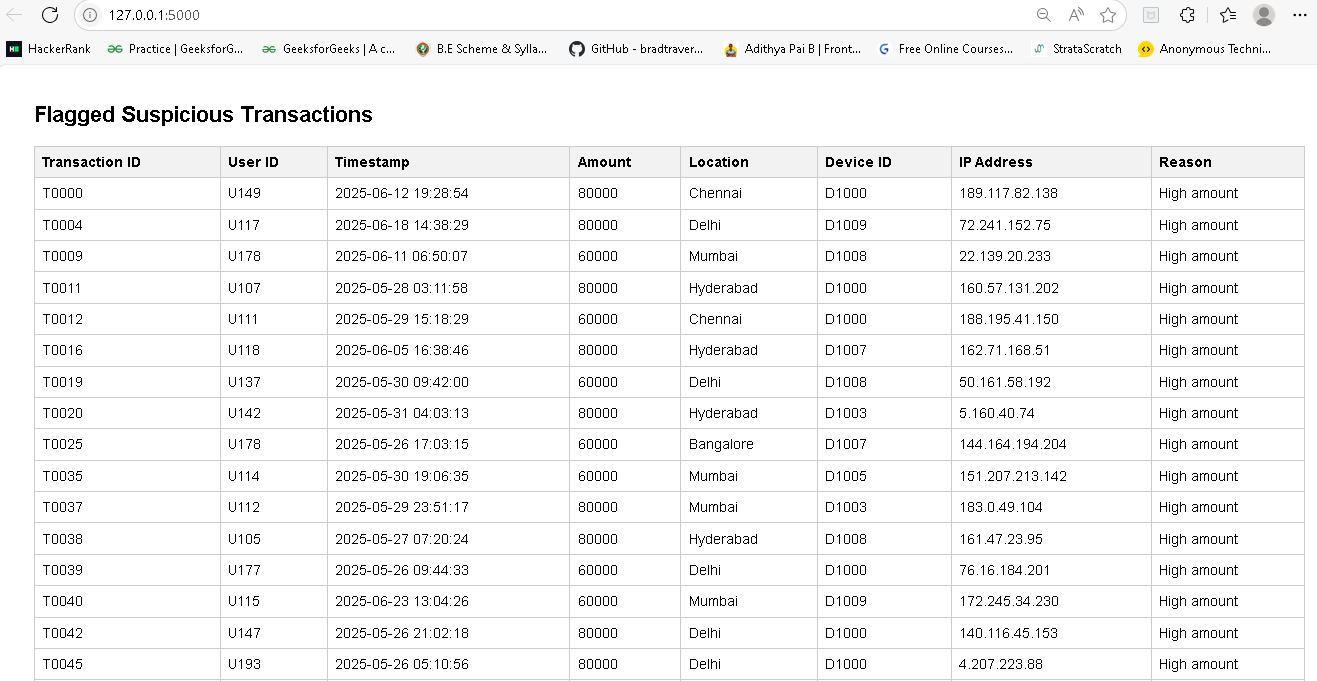 127.0.0.1:5000
HackerRank Practice | GeeksforG... GeeksforGeeks | A c... B.E Scheme & Sylla... GitHub - bradtraver... Adithya Pai B | Front... Free Online Courses... StrataScratch Anonymous Techni...
Flagged Suspicious Transactions
Transaction ID User ID Timestamp Amount Location Device ID IP Address Reason
T0000 U149 2025-06-12 19:28:54 80000 Chennai D1000 189.117.82.138 High amount
T0004 U117 2025-06-18 14:38:29 80000 Delhi D1009 72.241.152.75 High amount
T0009 U178 2025-06-11 06:50:07 60000 Mumbai D1008 22.139.20.233 High amount
T0011 U107 2025-05-28 03:11:58 80000 Hyderabad D1000 160.57.131.202 High amount
T0012 U111 2025-05-29 15:18:29 60000 Chennai D1000 188.195.41.150 High amount
T0016 U118 2025-06-05 16:38:46 80000 Hyderabad D1007 162.71.168.51 High amount
T0019 U137 2025-05-30 09:42:00 60000 Delhi D1008 50.161.58.192 High amount
T0020 U142 2025-05-31 04:03:13 80000 Hyderabad D1003 5.160.40.74 High amount
T0025 U178 2025-05-26 17:03:15 60000 Bangalore D1007 144.164.194.204 High amount
T0035 U114 2025-05-30 19:06:35 60000 Mumbai D1005 151.207.213.142 High amount
T0037 U112 2025-05-29 23:51:17 80000 Mumbai D1003 183.0.49.104 High amount
T0038 U105 2025-05-27 07:20:24 80000 Hyderabad D1008 161.47.23.95 High amount
T0039 U177 2025-05-26 09:44:33 60000 Delhi D1000 76.16.184.201 High amount
T0040 U115 2025-06-23 13:04:26 60000 Mumbai D1009 172.245.34.230 High amount
T0042 U147 2025-05-26 21:02:18 80000 Delhi D1000 140.116.45.153 High amount
T0045 U193 2025-05-26 05:10:56 80000 Delhi D1000 4.207.223.88 High amount